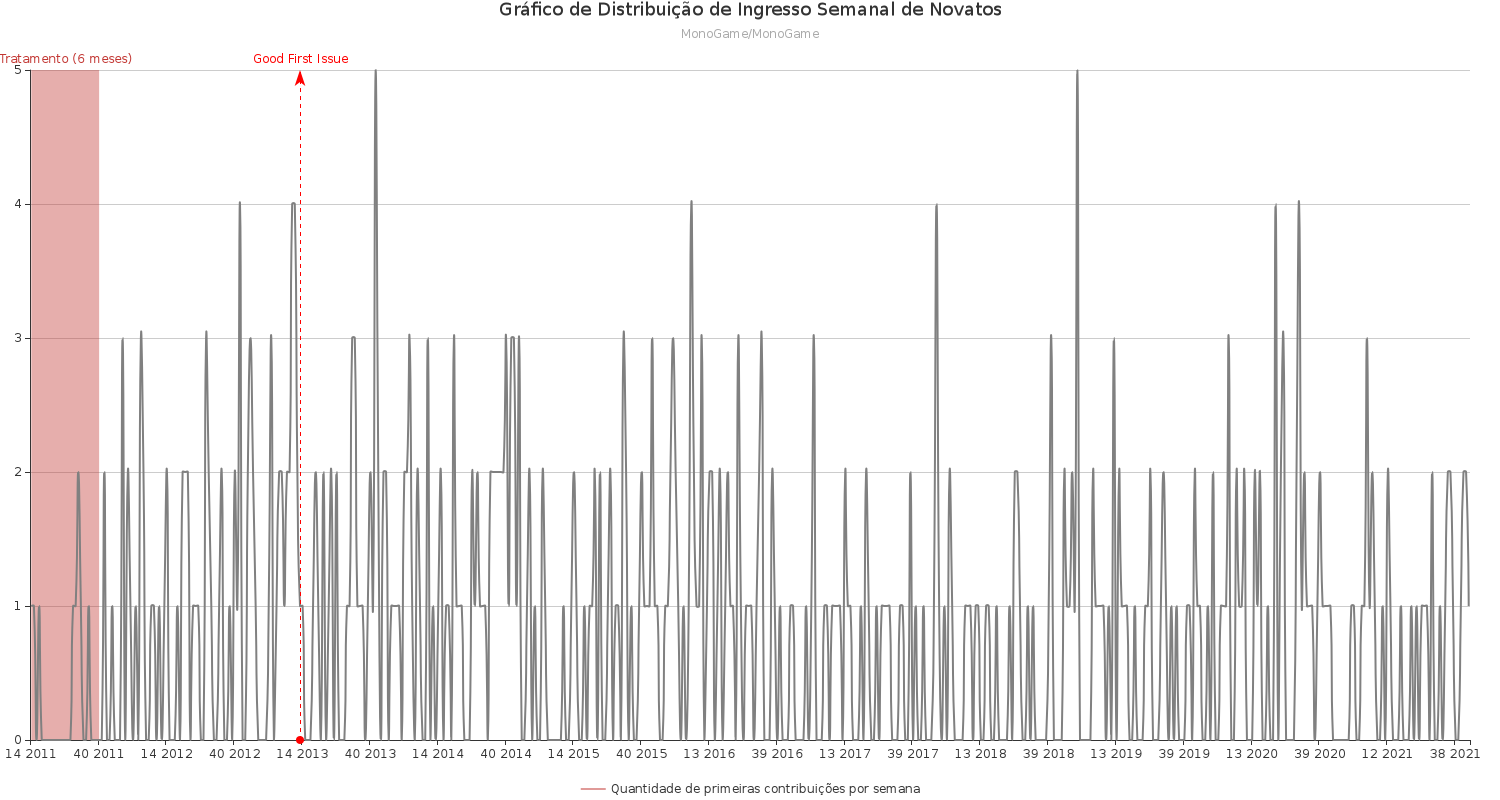 Gráfico de Distribuição de Ingresso Semanal de Novatos
MonoGame/MonoGame
Tratamento (6 meses)
Good First Issue
5
4
3
2
1
0
14 2011 40 2011 14 2012 40 2012 14 2013 40 2013 14 2014 40 2014 14 2015 40 2015 13 2016 39 2016 13 2017 39 2017 13 2018 39 2018 13 2019 39 2019 13 2020 39 2020 12 2021 38 2021
Quantidade de primeiras contribuições por semana